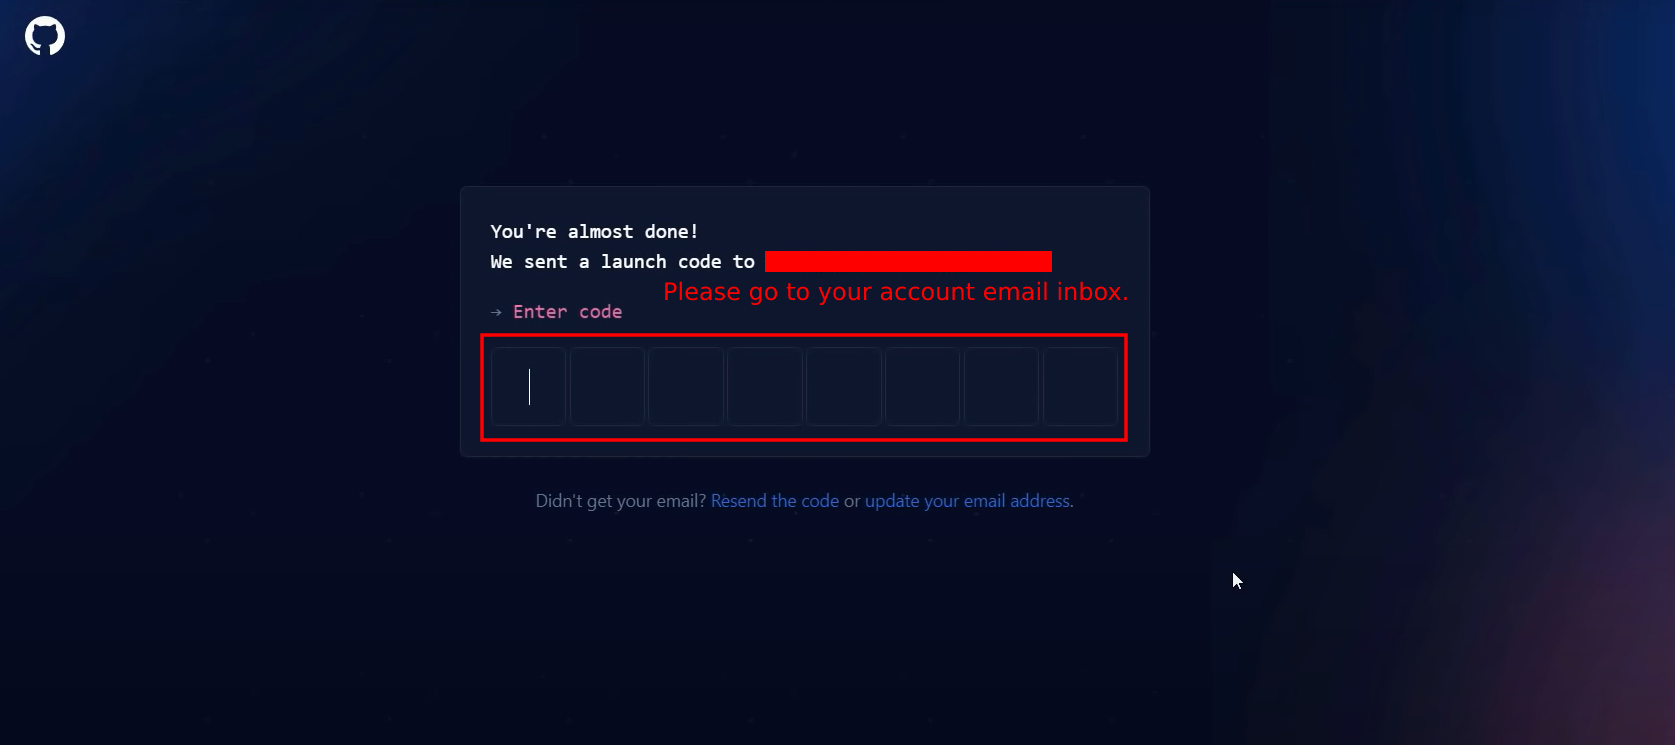 You're almost done!
We sent a launch code to
Please go to your account email inbox.
→ Enter code
Didn't get your email? Resend the code or update your email address.